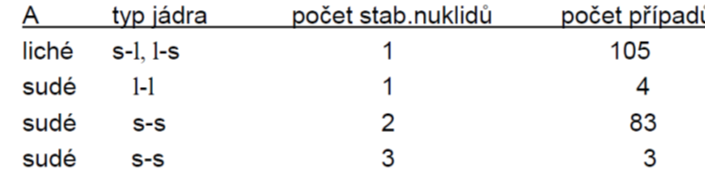 A typ jádra počet stab.nuklidů počet případů
liché s-l, l-s 1 105
sudé l-l 1 4
sudé s-s 2 83
sudé s-s 3 3